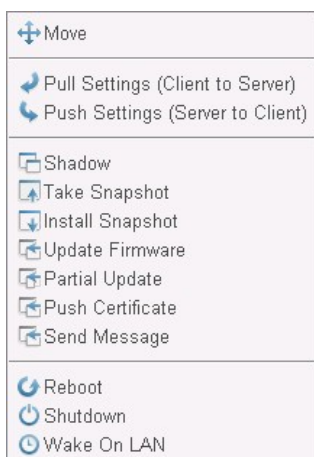 Move
Pull Settings (Client to Server)
Push Settings (Server to Client)
Shadow
Take Snapshot
Install Snapshot
Update Firmware
Partial Update
Push Certificate
Send Message
Reboot
Shutdown
Wake On LAN